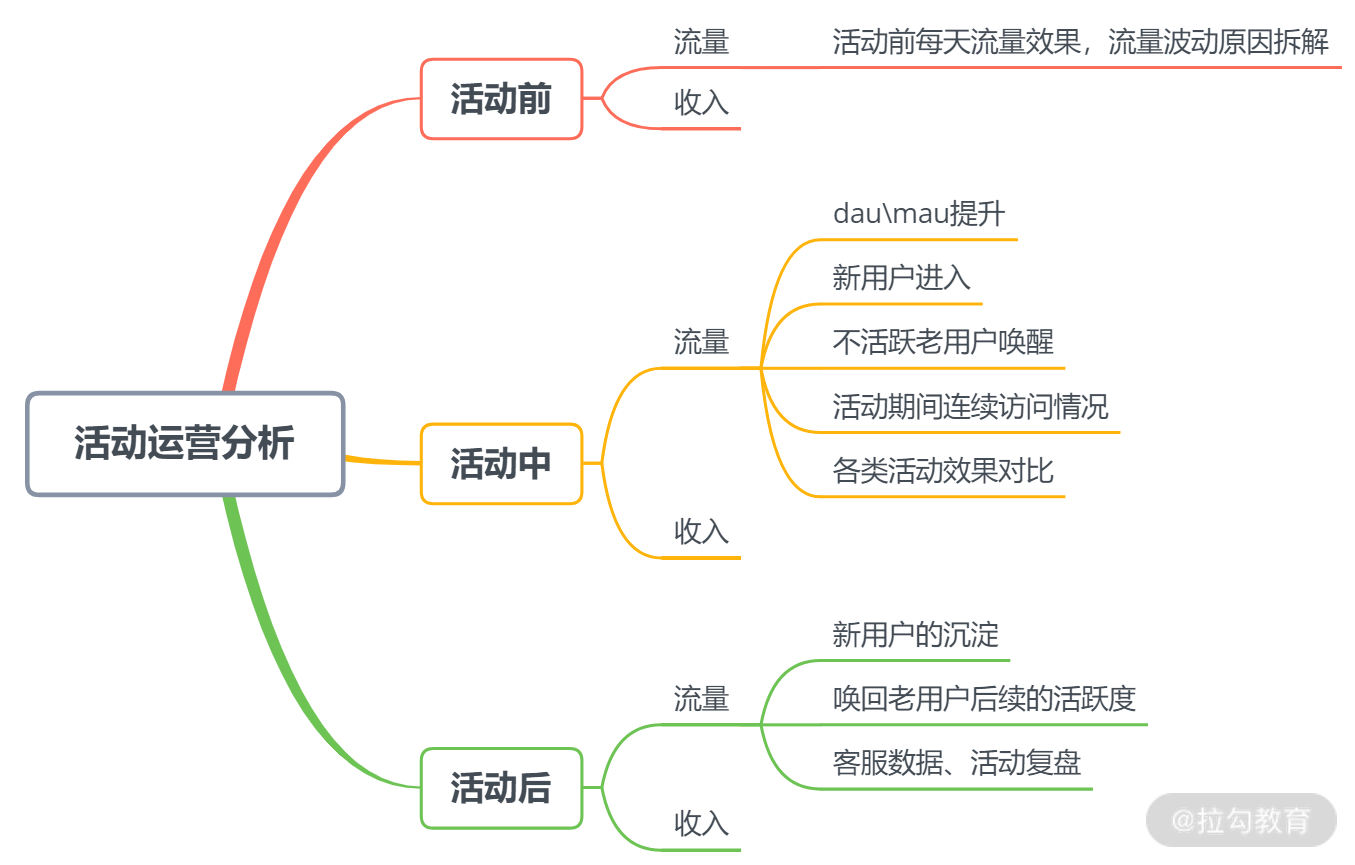 流量
活动前每天流量效果，流量波动原因拆解
活动前
收入
dau\mau提升
新用户进入
流量
不活跃老用户唤醒
活动期间连续访问情况
活动运营分析
活动中
各类活动效果对比
收入
新用户的沉淀
流量
唤回老用户后续的活跃度
客服数据、活动复盘
活动后
收入
@拉勾教育